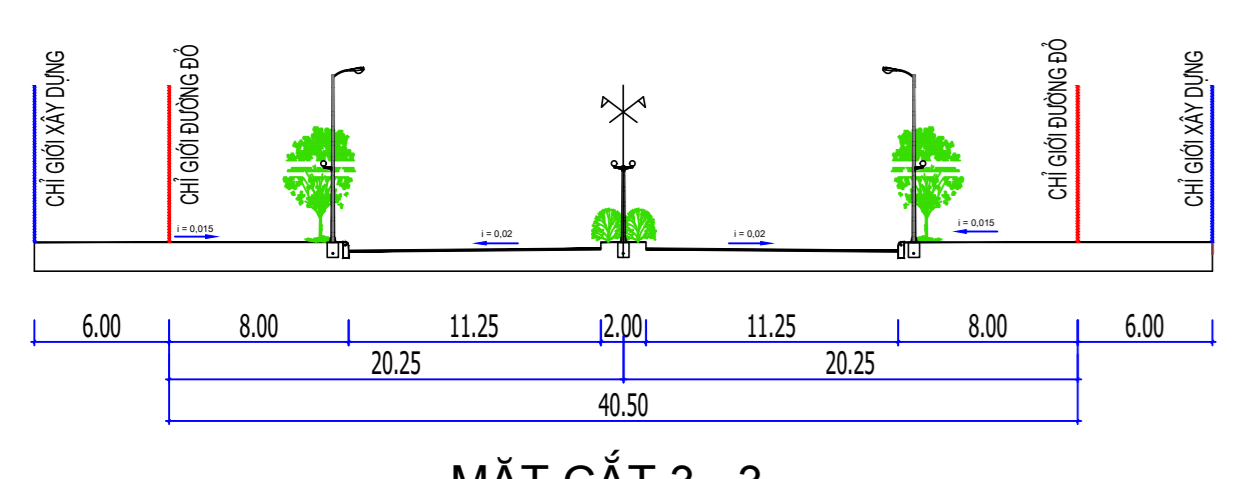 CHỈ GIỚI XÂY DỰNG
CHỈ GIỚI ĐƯỜNG ĐỎ
CHỈ GIỚI ĐƯỜNG ĐỎ
CHỈ GIỚI XÂY DỰNG
i = 0,015
i = 0,02
i = 0,02
i = 0,015
6.00 8.00 11.25 2.00 11.25 8.00 6.00
20.25 20.25
40.50
MẶT CẮT